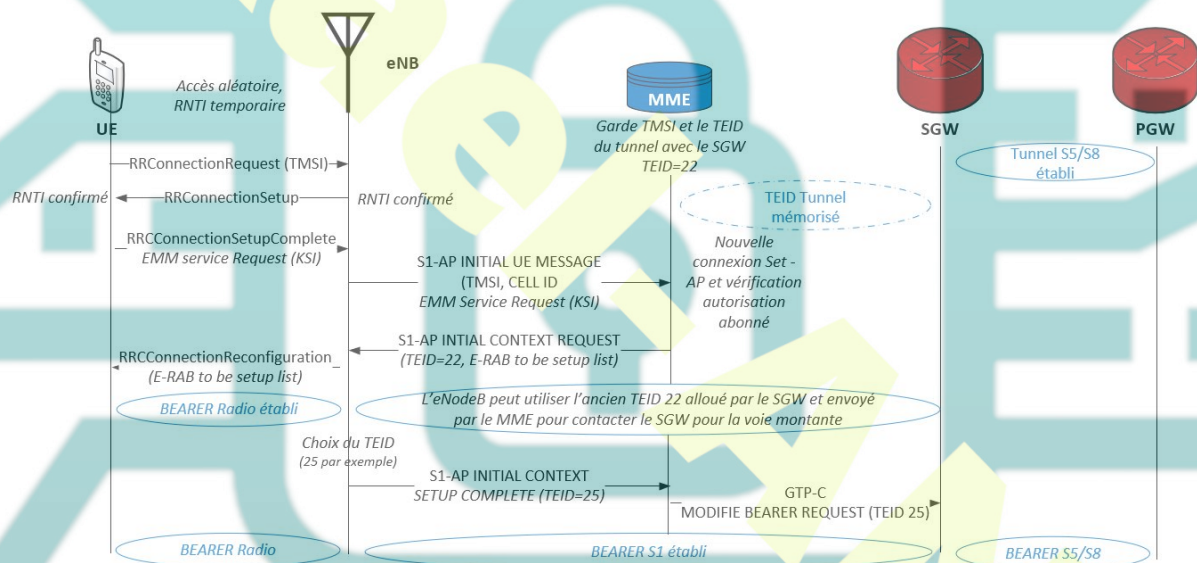 eNB
Accès aléatoire,
RNTI temporaire
UE
MME
SGW
PGW
Garde TMSI et le TEID
du tunnel avec le SGW
TEID=22
Tunnel S5/S8
établi
RRConnectionRequest (TMSI)
RNTI confirmé
RRConnectionSetup
RNTI confirmé
TEID Tunnel
mémorisé
RRCConnectionSetupComplete
EMM service Request (KSI)
S1-AP INITIAL UE MESSAGE
(TMSI, CELL ID
EMM Service Request (KSI)
Nouvelle
connexion Set -
AP et vérification
autorisation
abonné
S1-AP INTIAL CONTEXT REQUEST
(TEID=22, E-RAB to be setup list)
RRCConnectionReconfiguration
(E-RAB to be setup list)
BEARER Radio établi
L'eNodeB peut utiliser l'ancien TEID 22 alloué par le SGW et envoyé
par le MME pour contacter le SGW pour la voie montante
Choix du TEID
(25 par exemple)
S1-AP INITIAL CONTEXT
SETUP COMPLETE (TEID=25)
GTP-C
MODIFIE BEARER REQUEST (TEID 25)
BEARER Radio
BEARER S1 établi
BEARER S5/S8